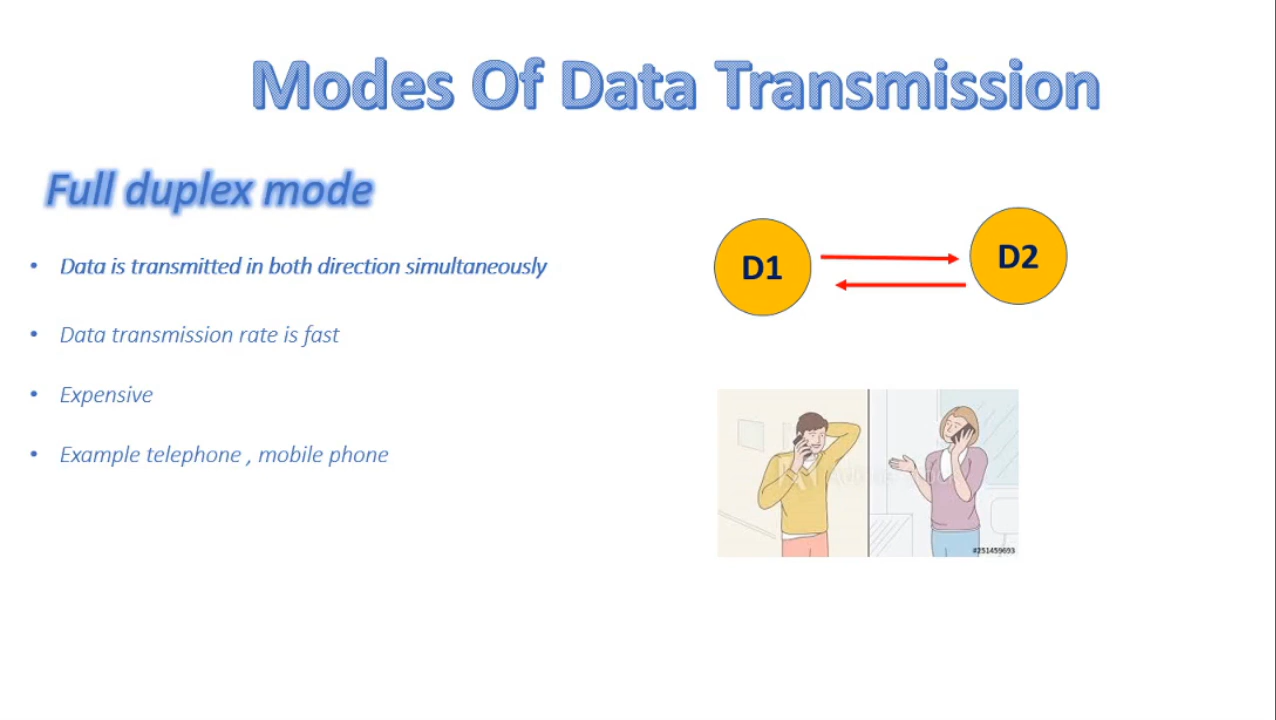 Modes Of Data Transmission
Full duplex mode
• Data is transmitted in both direction simultaneously
• Data transmission rate is fast
• Expensive
• Example telephone , mobile phone
D1
D2
#251459693